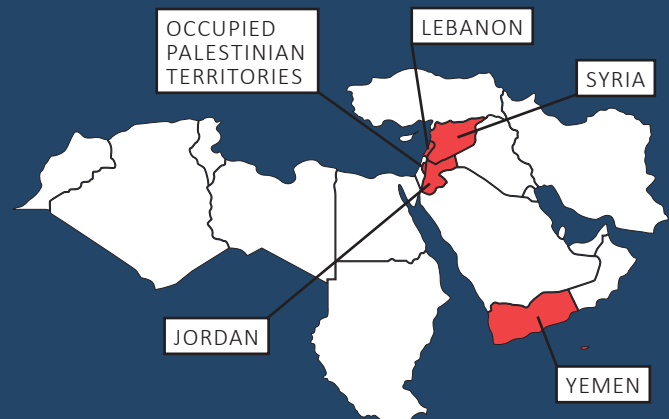 OCCUPIED
PALESTINIAN
TERRITORIES
LEBANON
SYRIA
JORDAN
YEMEN